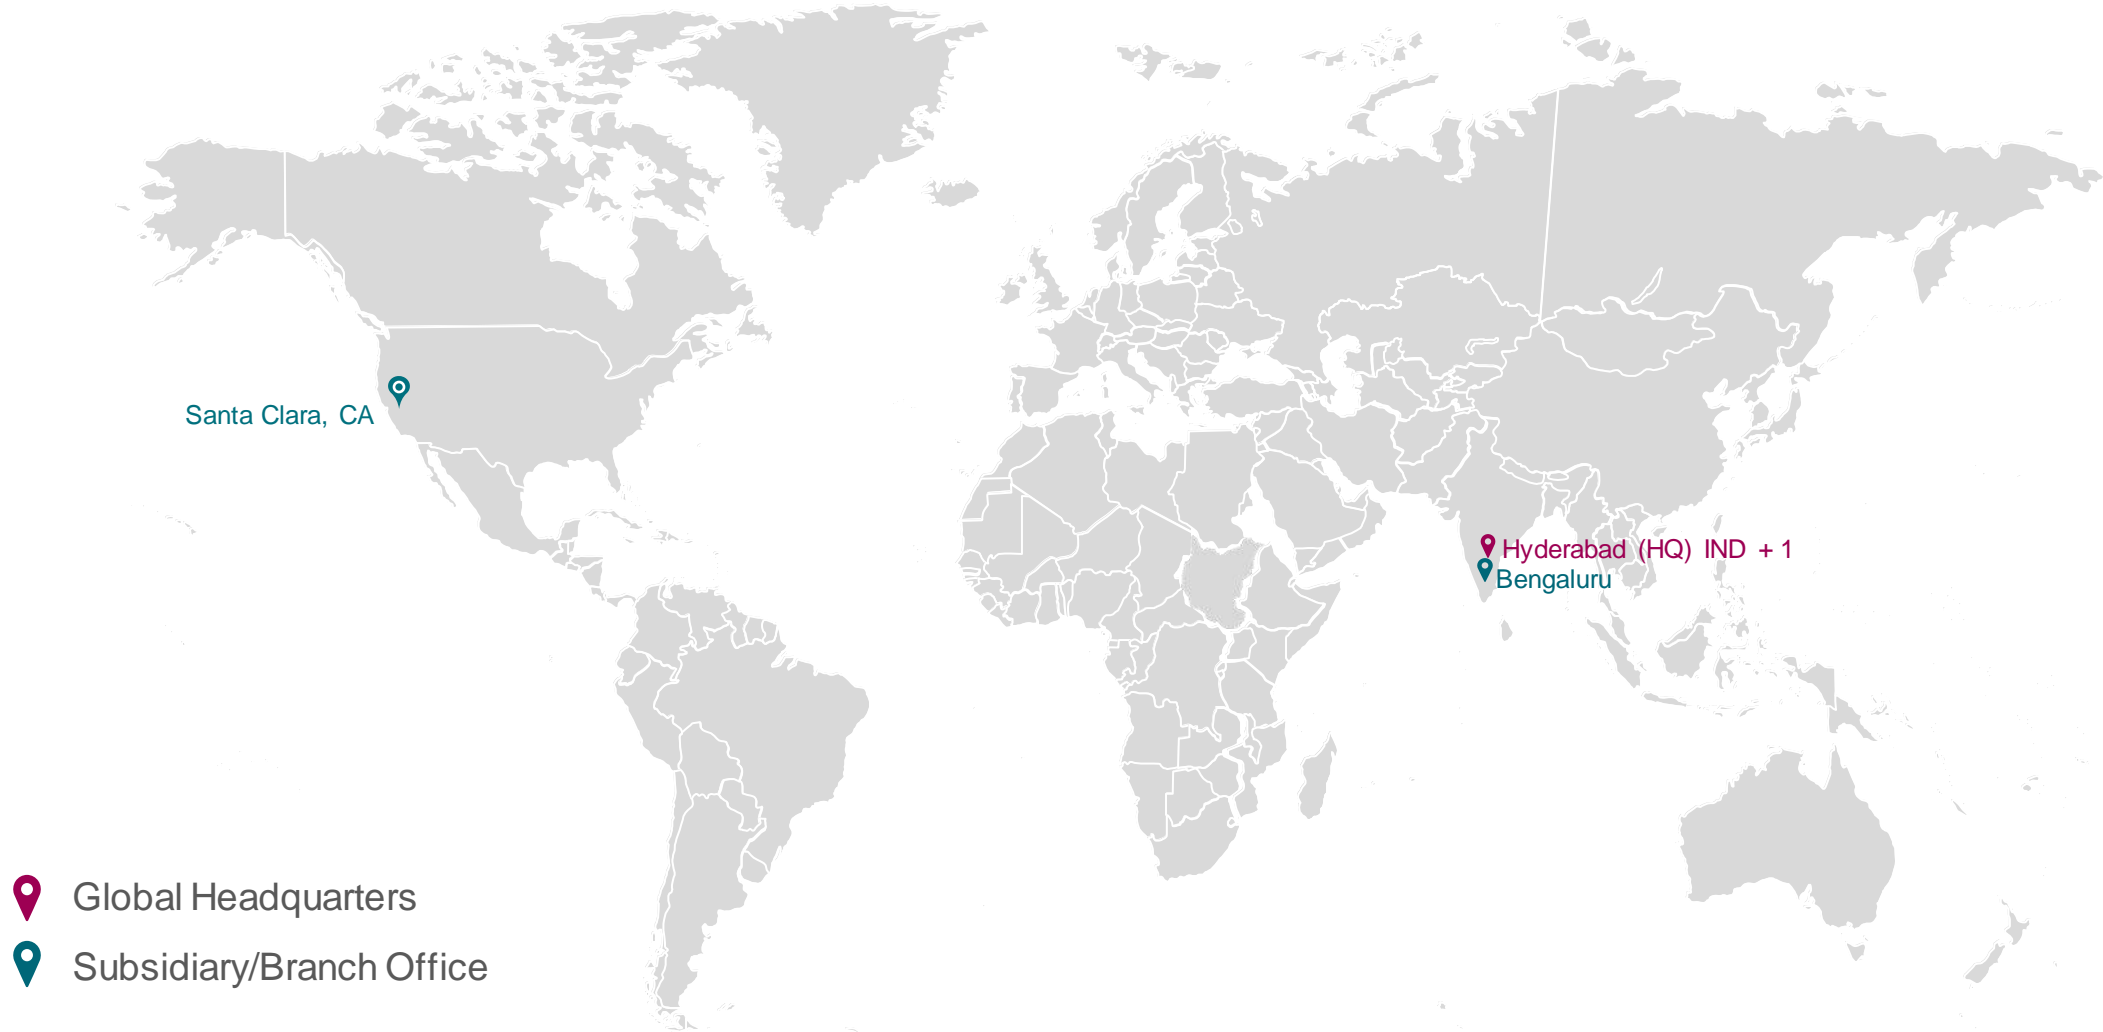 Santa Clara, CA
Hyderabad (HQ) IND + 1
Bengaluru
Global Headquarters
Subsidiary/Branch Office